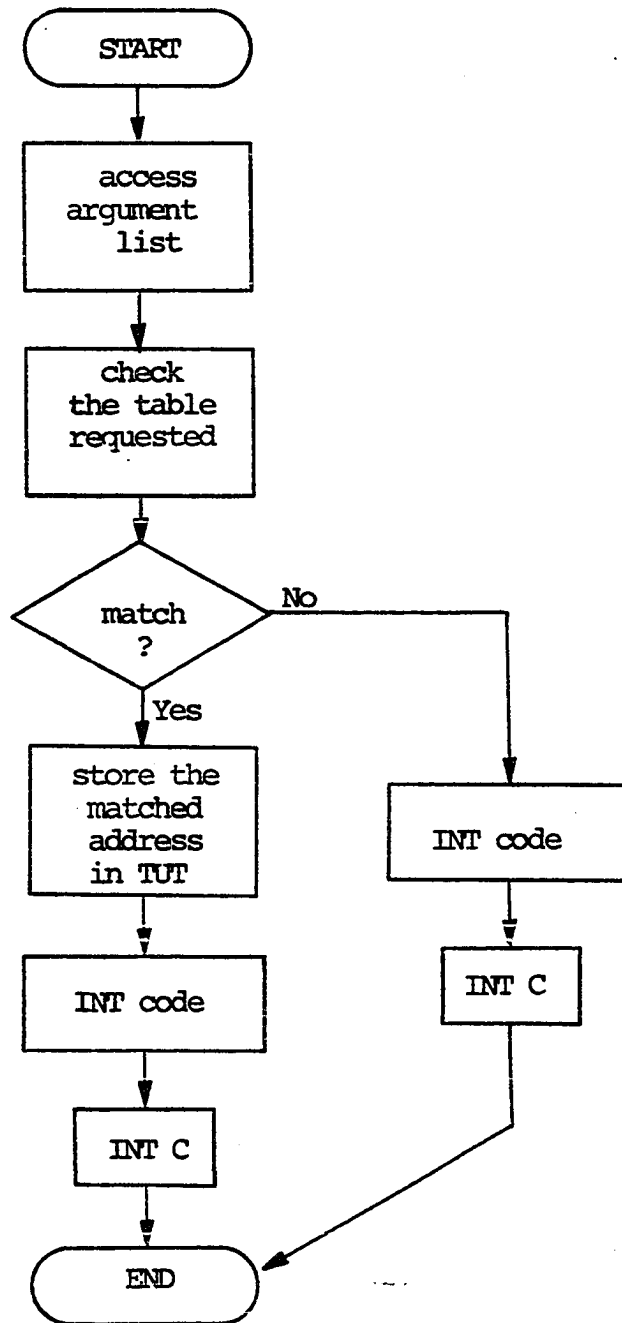 START
access
argument
list
check
the table
requested
match
?
No
Yes
store the
matched
address
in TUT
INT code
INT C
INT code
INT C
END